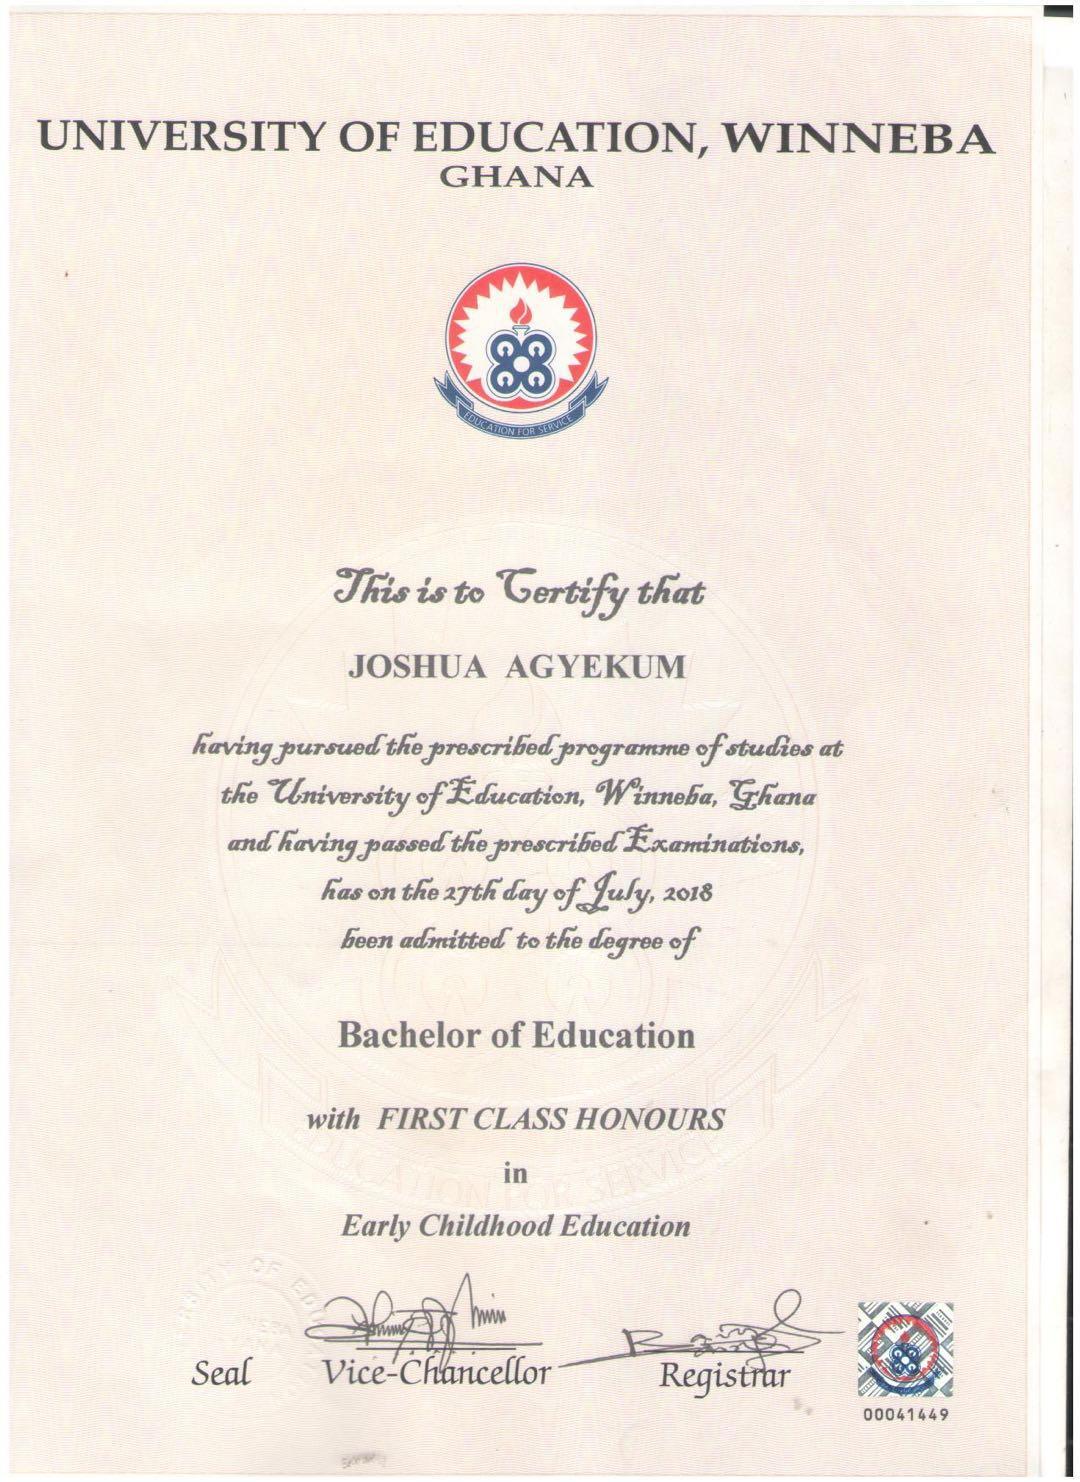 UNIVERSITY OF EDUCATION, WINNEBA
GHANA
EDUCATION FOR SERVICE
This is to Certify that
JOSHUA AGYEKUM
having pursued the prescribed programme of studies at
the University of Education, Winneba, Ghana
and having passed the prescribed Examinations,
has on the 27th day of July, 2018
been admitted to the degree of
Bachelor of Education
with FIRST CLASS HONOURS
in
EDUCATION FOR SERVICE
Early Childhood Education
Seal Vice-Chancellor Registrar
00041449